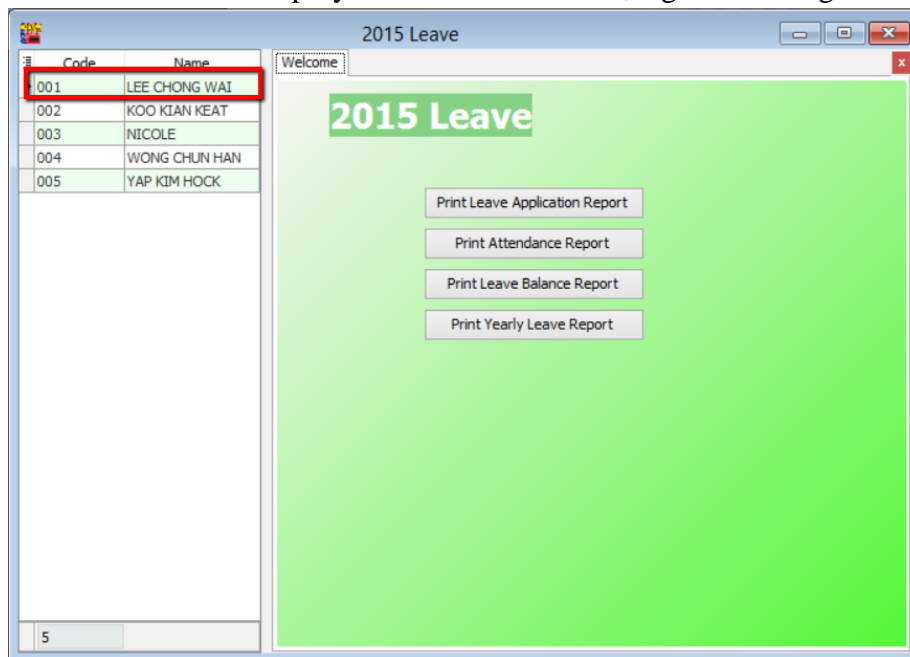 2015 Leave
Code Name
001 LEE CHONG WAI
002 KOO KIAN KEAT
003 NICOLE
004 WONG CHUN HAN
005 YAP KIM HOCK
5
Welcome
2015 Leave
Print Leave Application Report
Print Attendance Report
Print Leave Balance Report
Print Yearly Leave Report